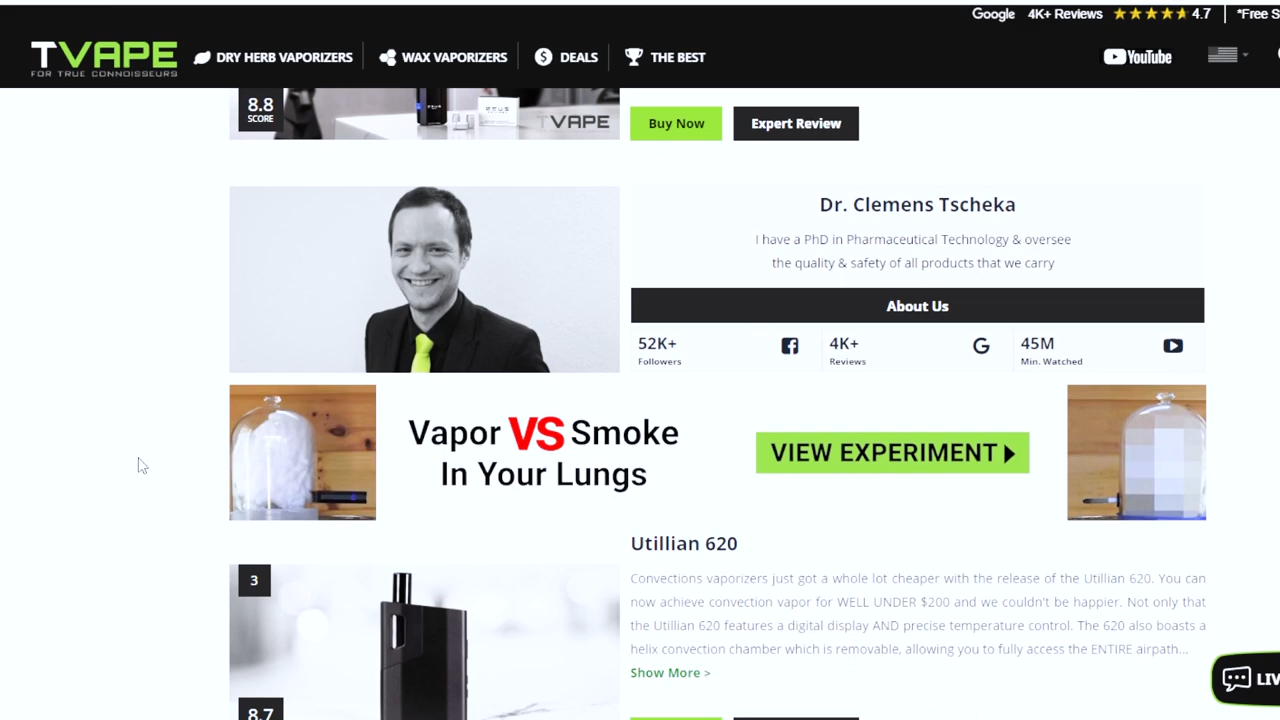 Google 4K+ Reviews 4.7 *Free S
TVAPE
FOR TRUE CONNOISSEURS
DRY HERB VAPORIZERS
WAX VAPORIZERS
DEALS
THE BEST
YouTube
8.8
SCORE
TVAPE
Buy Now
Expert Review
Dr. Clemens Tscheka
I have a PhD in Pharmaceutical Technology & oversee
the quality & safety of all products that we carry
About Us
52K+
Followers
4K+
Reviews
45M
Min. Watched
Vapor VS Smoke
In Your Lungs
VIEW EXPERIMENT
Utillian 620
3
Convections vaporizers just got a whole lot cheaper with the release of the Utillian 620. You can
now achieve convection vapor for WELL UNDER $200 and we couldn't be happier. Not only that
the Utillian 620 features a digital display AND precise temperature control. The 620 also boasts a
helix convection chamber which is removable, allowing you to fully access the ENTIRE airpath...
Show More >
LIV
8.7